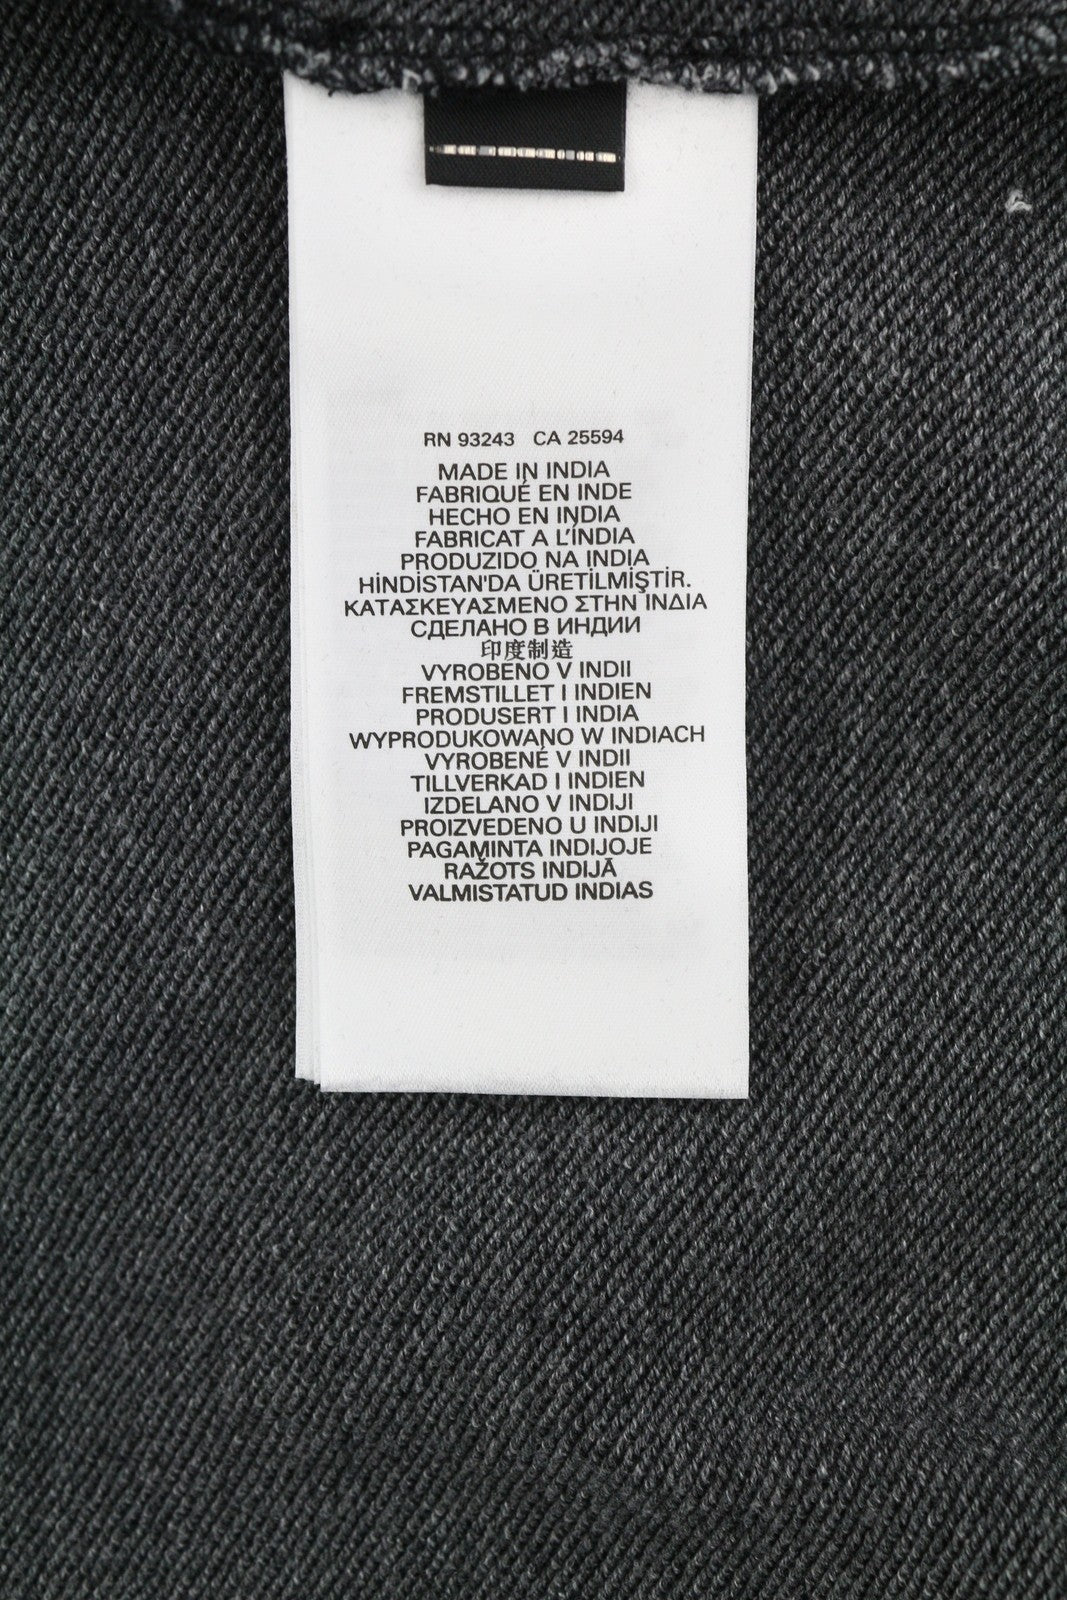 RN 93243 CA 25594
MADE IN INDIA
FABRIQUÉ EN INDE
HECHO EN INDIA
FABRICAT A L'ÍNDIA
PRODUZIDO NA INDIA
HİNDİSTAN'DA ÜRETİLMİŞTİR.
ΚΑΤΑΣΚΕΥΑΣΜΕΝΟ ΣΤΗΝ ΙΝΔΙΑ
СДЕЛАНО В ИНДИИ
印度制造
VYROBENO V INDII
FREMSTILLET I INDIEN
PRODUSERT I INDIA
WYPRODUKOWANO W INDIACH
VYROBENÉ V INDII
TILLVERKAD I INDIEN
IZDELANO V INDIJI
PROIZVEDENO U INDIJI
PAGAMINTA INDIJOJE
RAŽOTS INDIJĀ
VALMISTATUD INDIAS